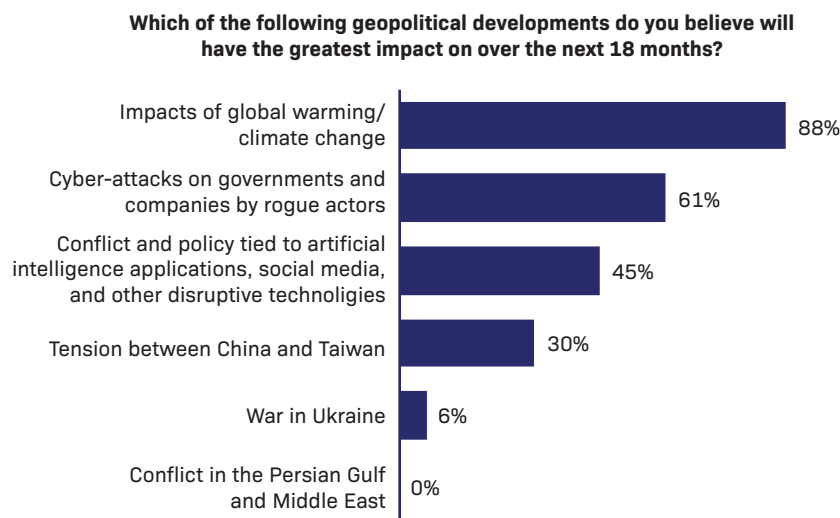 Which of the following geopolitical developments do you believe will
have the greatest impact on over the next 18 months?
Impacts of global warming/
climate change
88%
Cyber-attacks on governments and
companies by rogue actors
61%
Conflict and policy tied to artificial
intelligence applications, social media,
and other disruptive technoligies
45%
Tension between China and Taiwan
30%
War in Ukraine
6%
Conflict in the Persian Gulf
and Middle East
0%